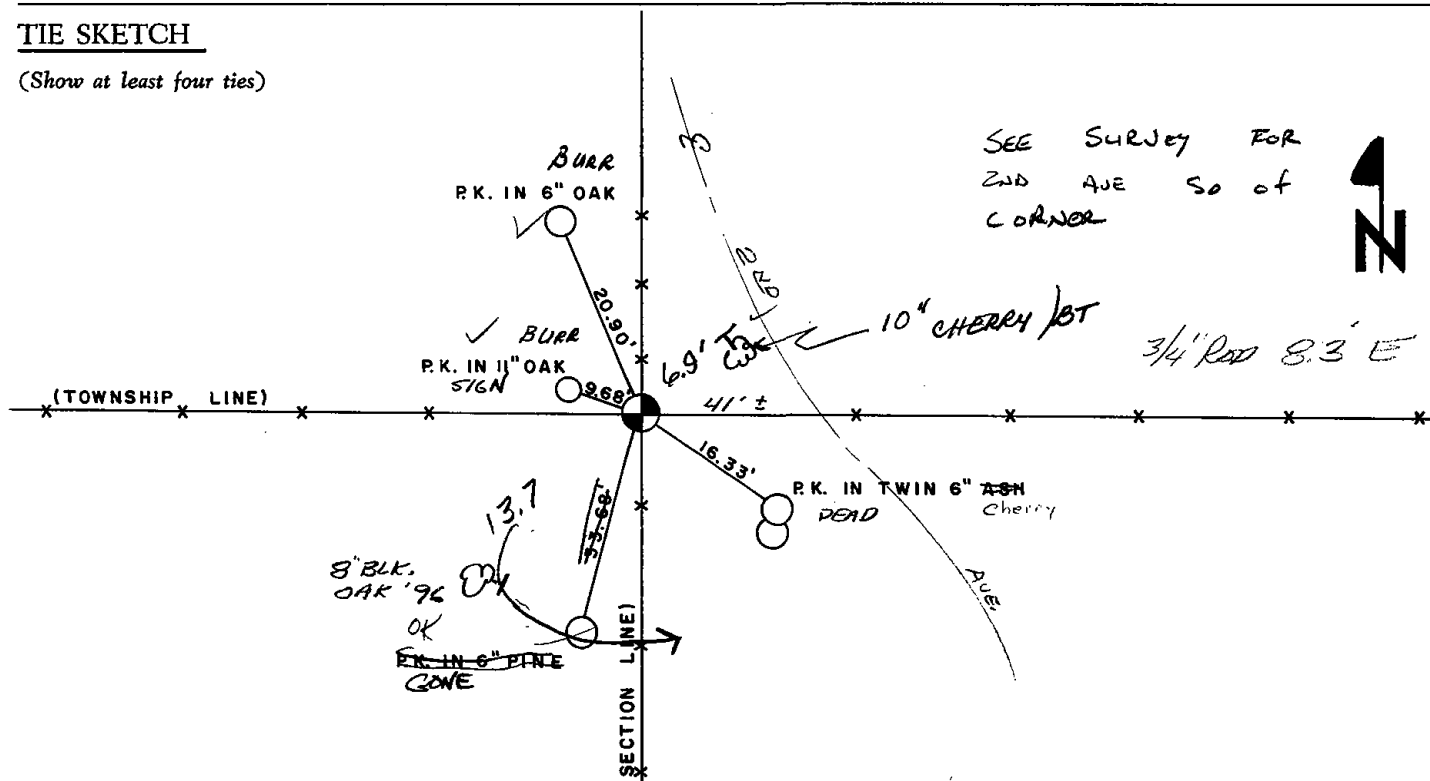 TIE SKETCH
(Show at least four ties)
SEE SURVEY FOR
2ND AVE SO of
CORNER
N
BURR
P.K. IN 6" OAK
20.90'
2ND
10" CHERRY /BT
3/4" ROD 8.3' E
BURR
P.K. IN 11" OAK
SIGN
9.68'
6.9'
(TOWNSHIP LINE)
41' ±
16.33'
P.K. IN TWIN 6" ASH
DEAD
Cherry
13.7
33.68'
8" BLK.
OAK '96
OK
P.K. IN 6" PINE
GONE
AVE.
SECTION LINE)